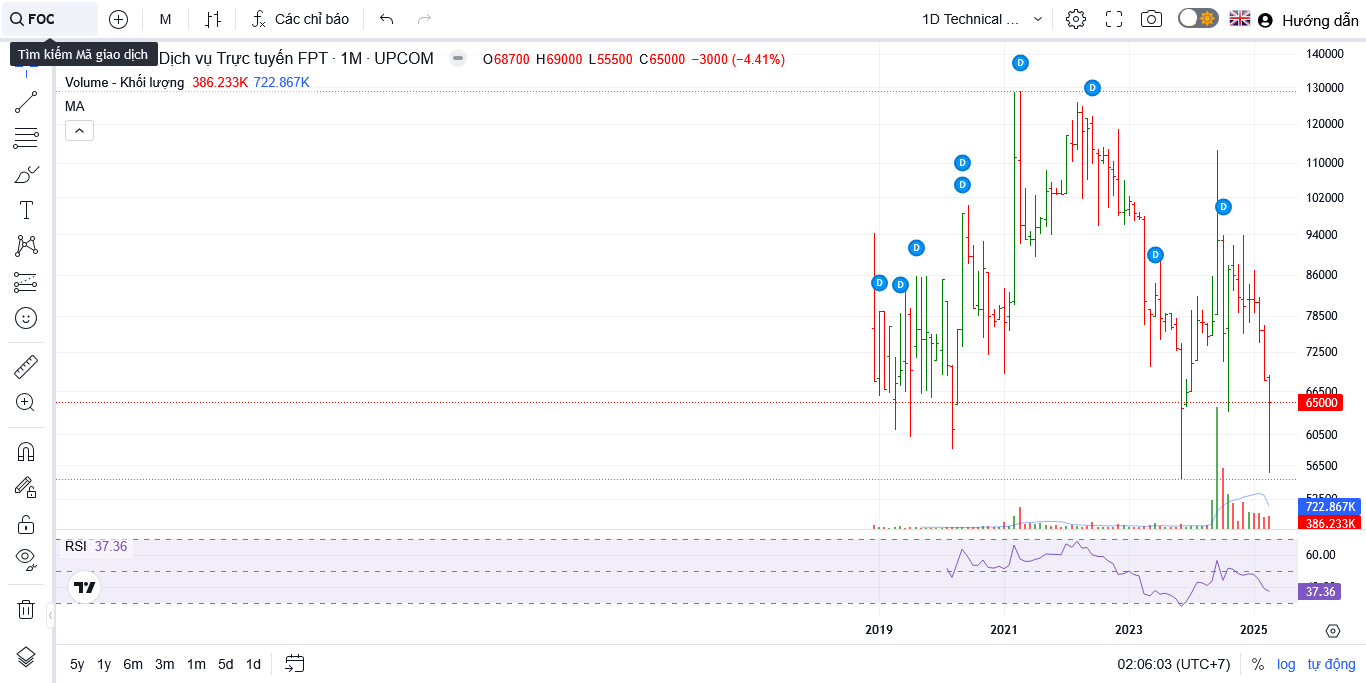 FOC
M
Các chỉ báo
1D Technical ...
Hướng dẫn
Tìm kiếm Mã giao dịch
Dịch vụ Trực tuyến FPT · 1M · UPCOM
O68700 H69000 L55500 C65000 −3000 (−4.41%)
Volume - Khối lượng 386.233K 722.867K
MA
D
D
D
D
D
D
D
D
D
D
140000
130000
120000
110000
102000
94000
86000
78500
72500
66500
65000
60500
56500
722.867K
386.233K
RSI 37.36
60.00
37.36
2019
2021
2023
2025
5y 1y 6m 3m 1m 5d 1d
02:06:03 (UTC+7)
% log tự động